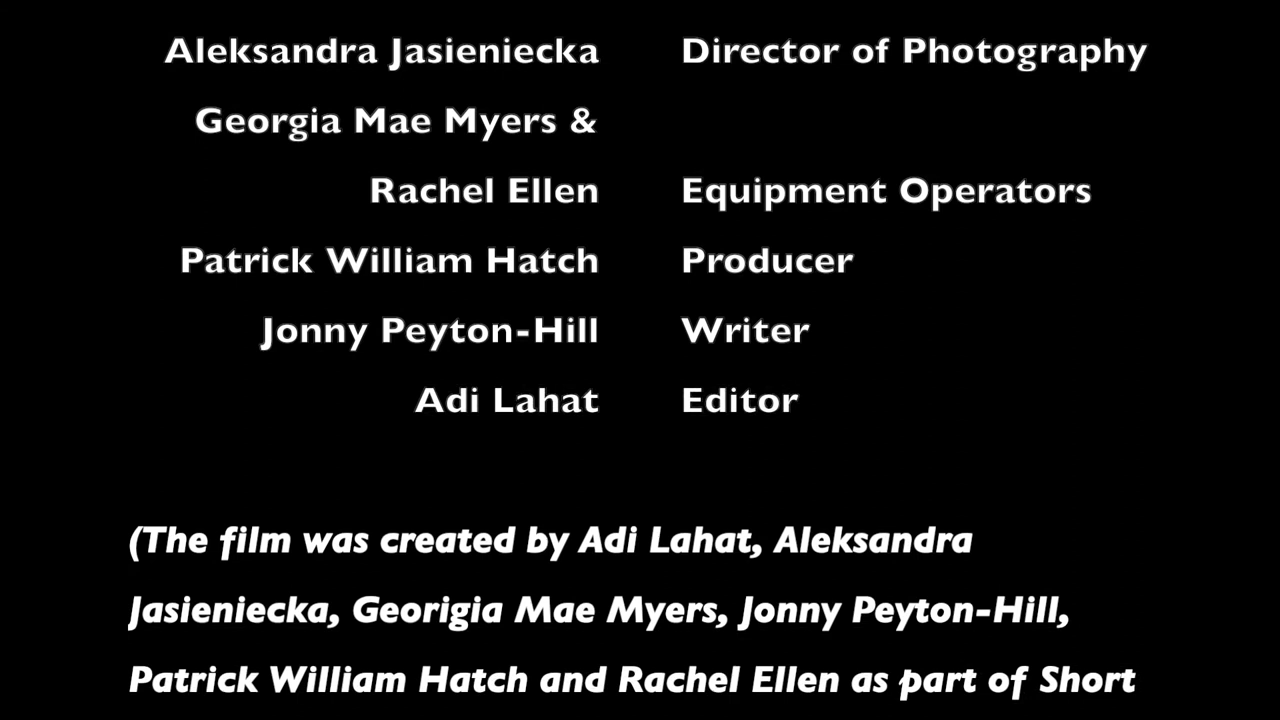 Aleksandra Jasieniecka Director of Photography
Georgia Mae Myers &
Rachel Ellen Equipment Operators
Patrick William Hatch Producer
Jonny Peyton-Hill Writer
Adi Lahat Editor
(The film was created by Adi Lahat, Aleksandra
Jasieniecka, Georigia Mae Myers, Jonny Peyton-Hill,
Patrick William Hatch and Rachel Ellen as part of Short